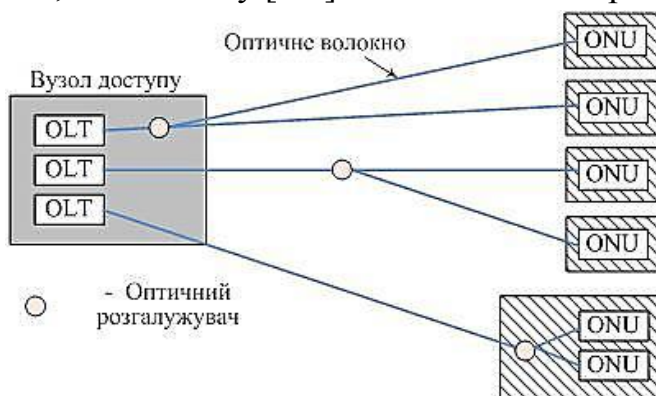 Оптичне волокно
ONU
Вузол доступу
ONU
OLT
OLT
ONU
OLT
ONU
- Оптичний
розгалужувач
ONU
ONU